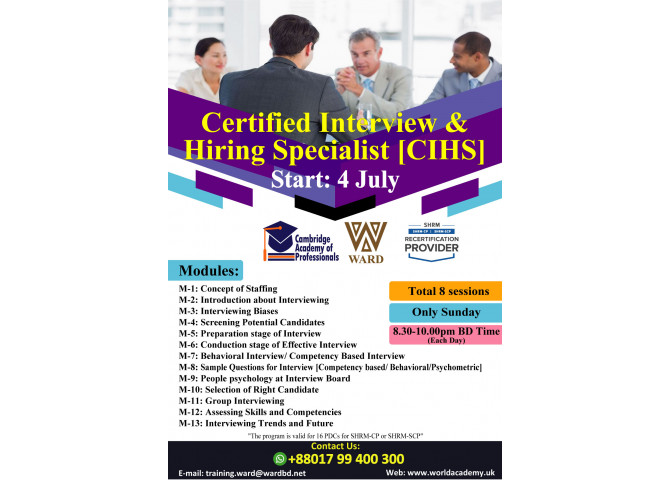 Certified Interview &
Hiring Specialist [CIHS]
Start: 4 July
Cambridge
Academy of
Professionals
WARD
SHRM
SHRM-CP | SHRM-SCP
RECERTIFICATION
PROVIDER
Modules:
M-1: Concept of Staffing
M-2: Introduction about Interviewing
M-3: Interviewing Biases
M-4: Screening Potential Candidates
M-5: Preparation stage of Interview
M-6: Conduction stage of Effective Interview
M-7: Behavioral Interview/ Competency Based Interview
M-8: Sample Questions for Interview [Competency based/ Behavioral/Psychometric]
M-9: People psychology at Interview Board
M-10: Selection of Right Candidate
M-11: Group Interviewing
M-12: Assessing Skills and Competencies
M-13: Interviewing Trends and Future
Total 8 sessions
Only Sunday
8.30-10.00pm BD Time
(Each Day)
"The program is valid for 16 PDCs for SHRM-CP or SHRM-SCP"
Contact Us:
+88017 99 400 300
E-mail: training.ward@wardbd.net
Web: www.worldacademy.uk